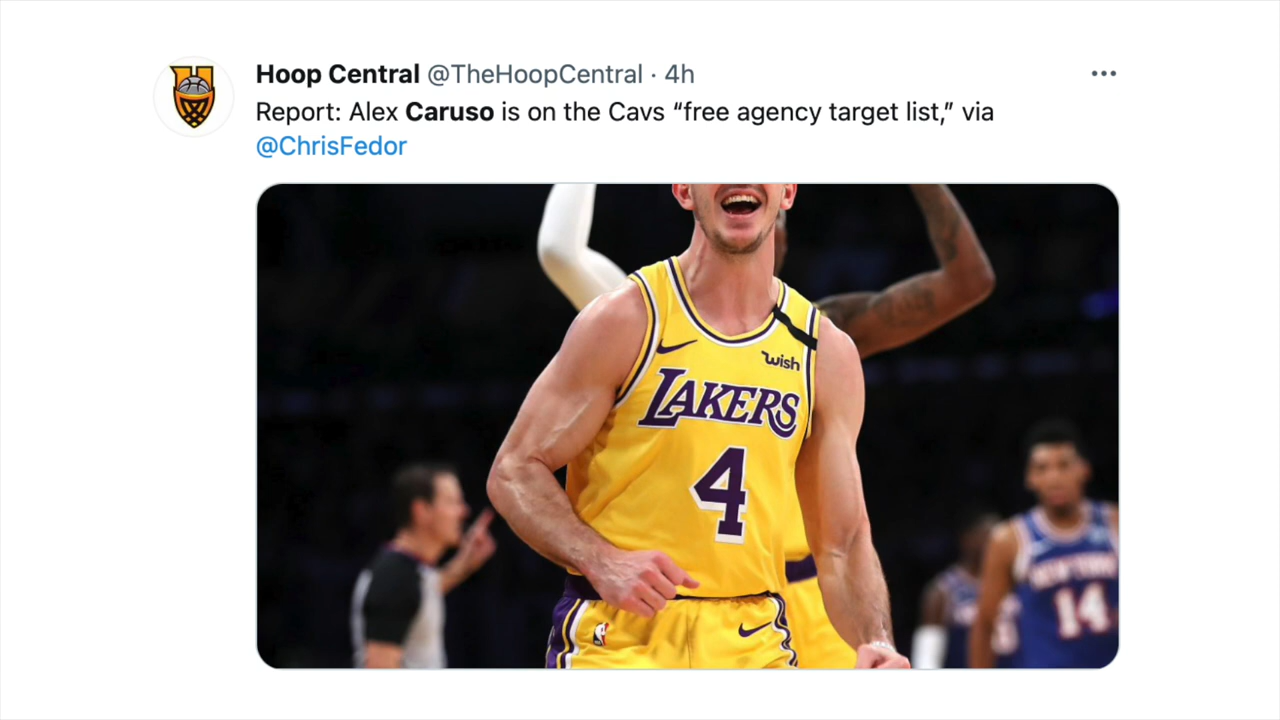 Hoop Central @TheHoopCentral · 4h
Report: Alex Caruso is on the Cavs “free agency target list,” via
@ChrisFedor
wish
LAKERS
4
NEW YORK
14